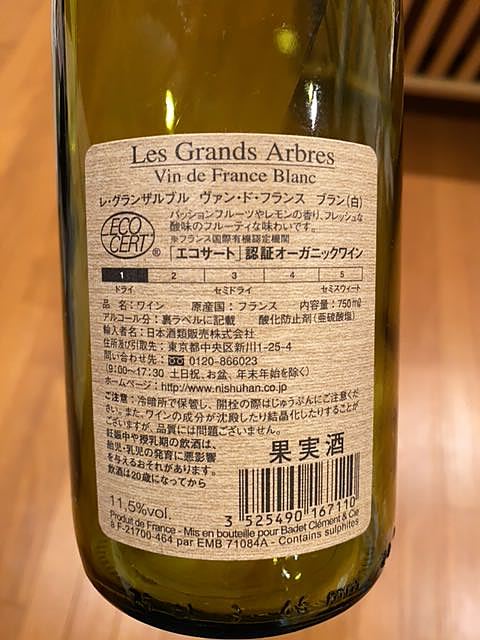 Les Grands Arbres
Vin de France Blanc
レ・グランザルブル ヴァン・ド・フランス ブラン(白)
ECO
CERT
®
パッションフルーツやレモンの香り、フレッシュな
酸味のフルーティな味わいです。
※フランス国際有機認定機関
「エコサート」認証オーガニックワイン
1 2 3 4 5
ドライ セミドライ セミスウィート
品名:ワイン 原産国:フランス 内容量:750mℓ
アルコール分:裏ラベルに記載 酸化防止剤(亜硫酸塩)
輸入者名:日本酒類販売株式会社
住所及び引取先:東京都中央区新川1-25-4
問い合わせ先: 0120-866023
(9:00〜17:30 土日祝、お盆、年末年始を除く)
ホームページ:http://www.nishuhan.co.jp
ご注意:冷暗所で保管し、開栓の際はじゅうぶんにご注意くだ
さい。また、ワインの成分が沈殿したり結晶化したりすることが
ございますが、品質には問題ございません。
妊娠中や授乳期の飲酒は、
胎児・乳児の発育に悪影響
を与えるおそれがあります。
飲酒は20歳になってから
果実酒
11,5%vol.
3 525490 167110
Produit de France - Mis en bouteille pour Badet Clément & Cie
à F-21700-464 par EMB 71084A - Contains sulphites